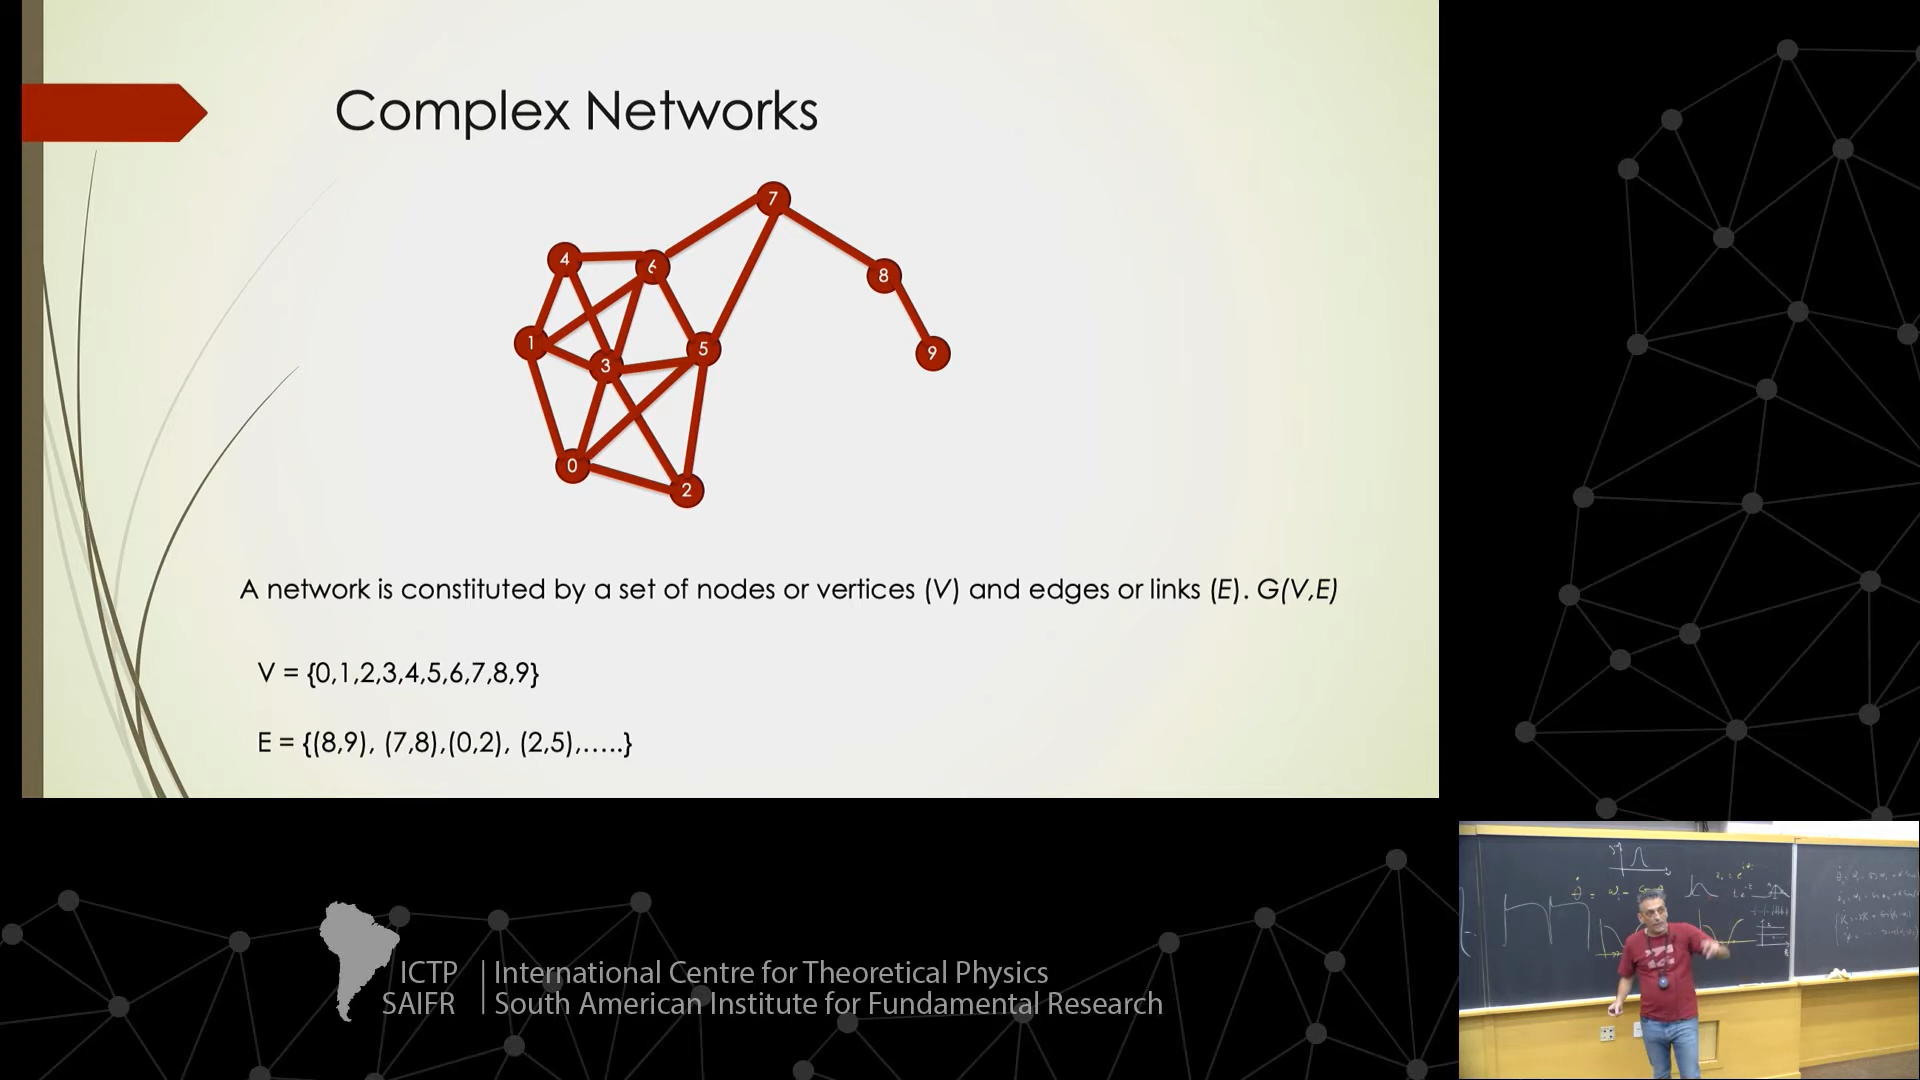 Complex Networks
7
4
6
8
1
5
9
3
0
2
A network is constituted by a set of nodes or vertices (V) and edges or links (E). G(V,E)
V = {0,1,2,3,4,5,6,7,8,9}
E = {(8,9), (7,8),(0,2), (2,5),.....}
ICTP | International Centre for Theoretical Physics
SAIFR | South American Institute for Fundamental Research